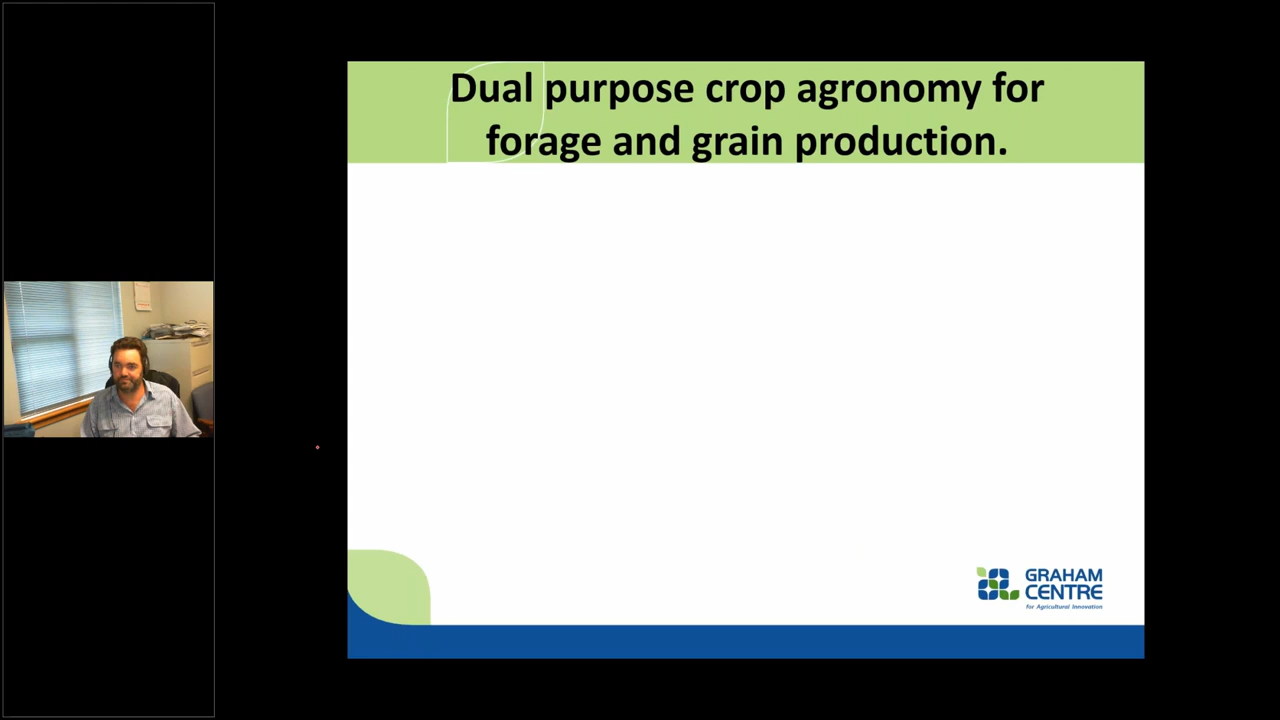 Dual purpose crop agronomy for
forage and grain production.
GRAHAM
CENTRE
for Agricultural Innovation